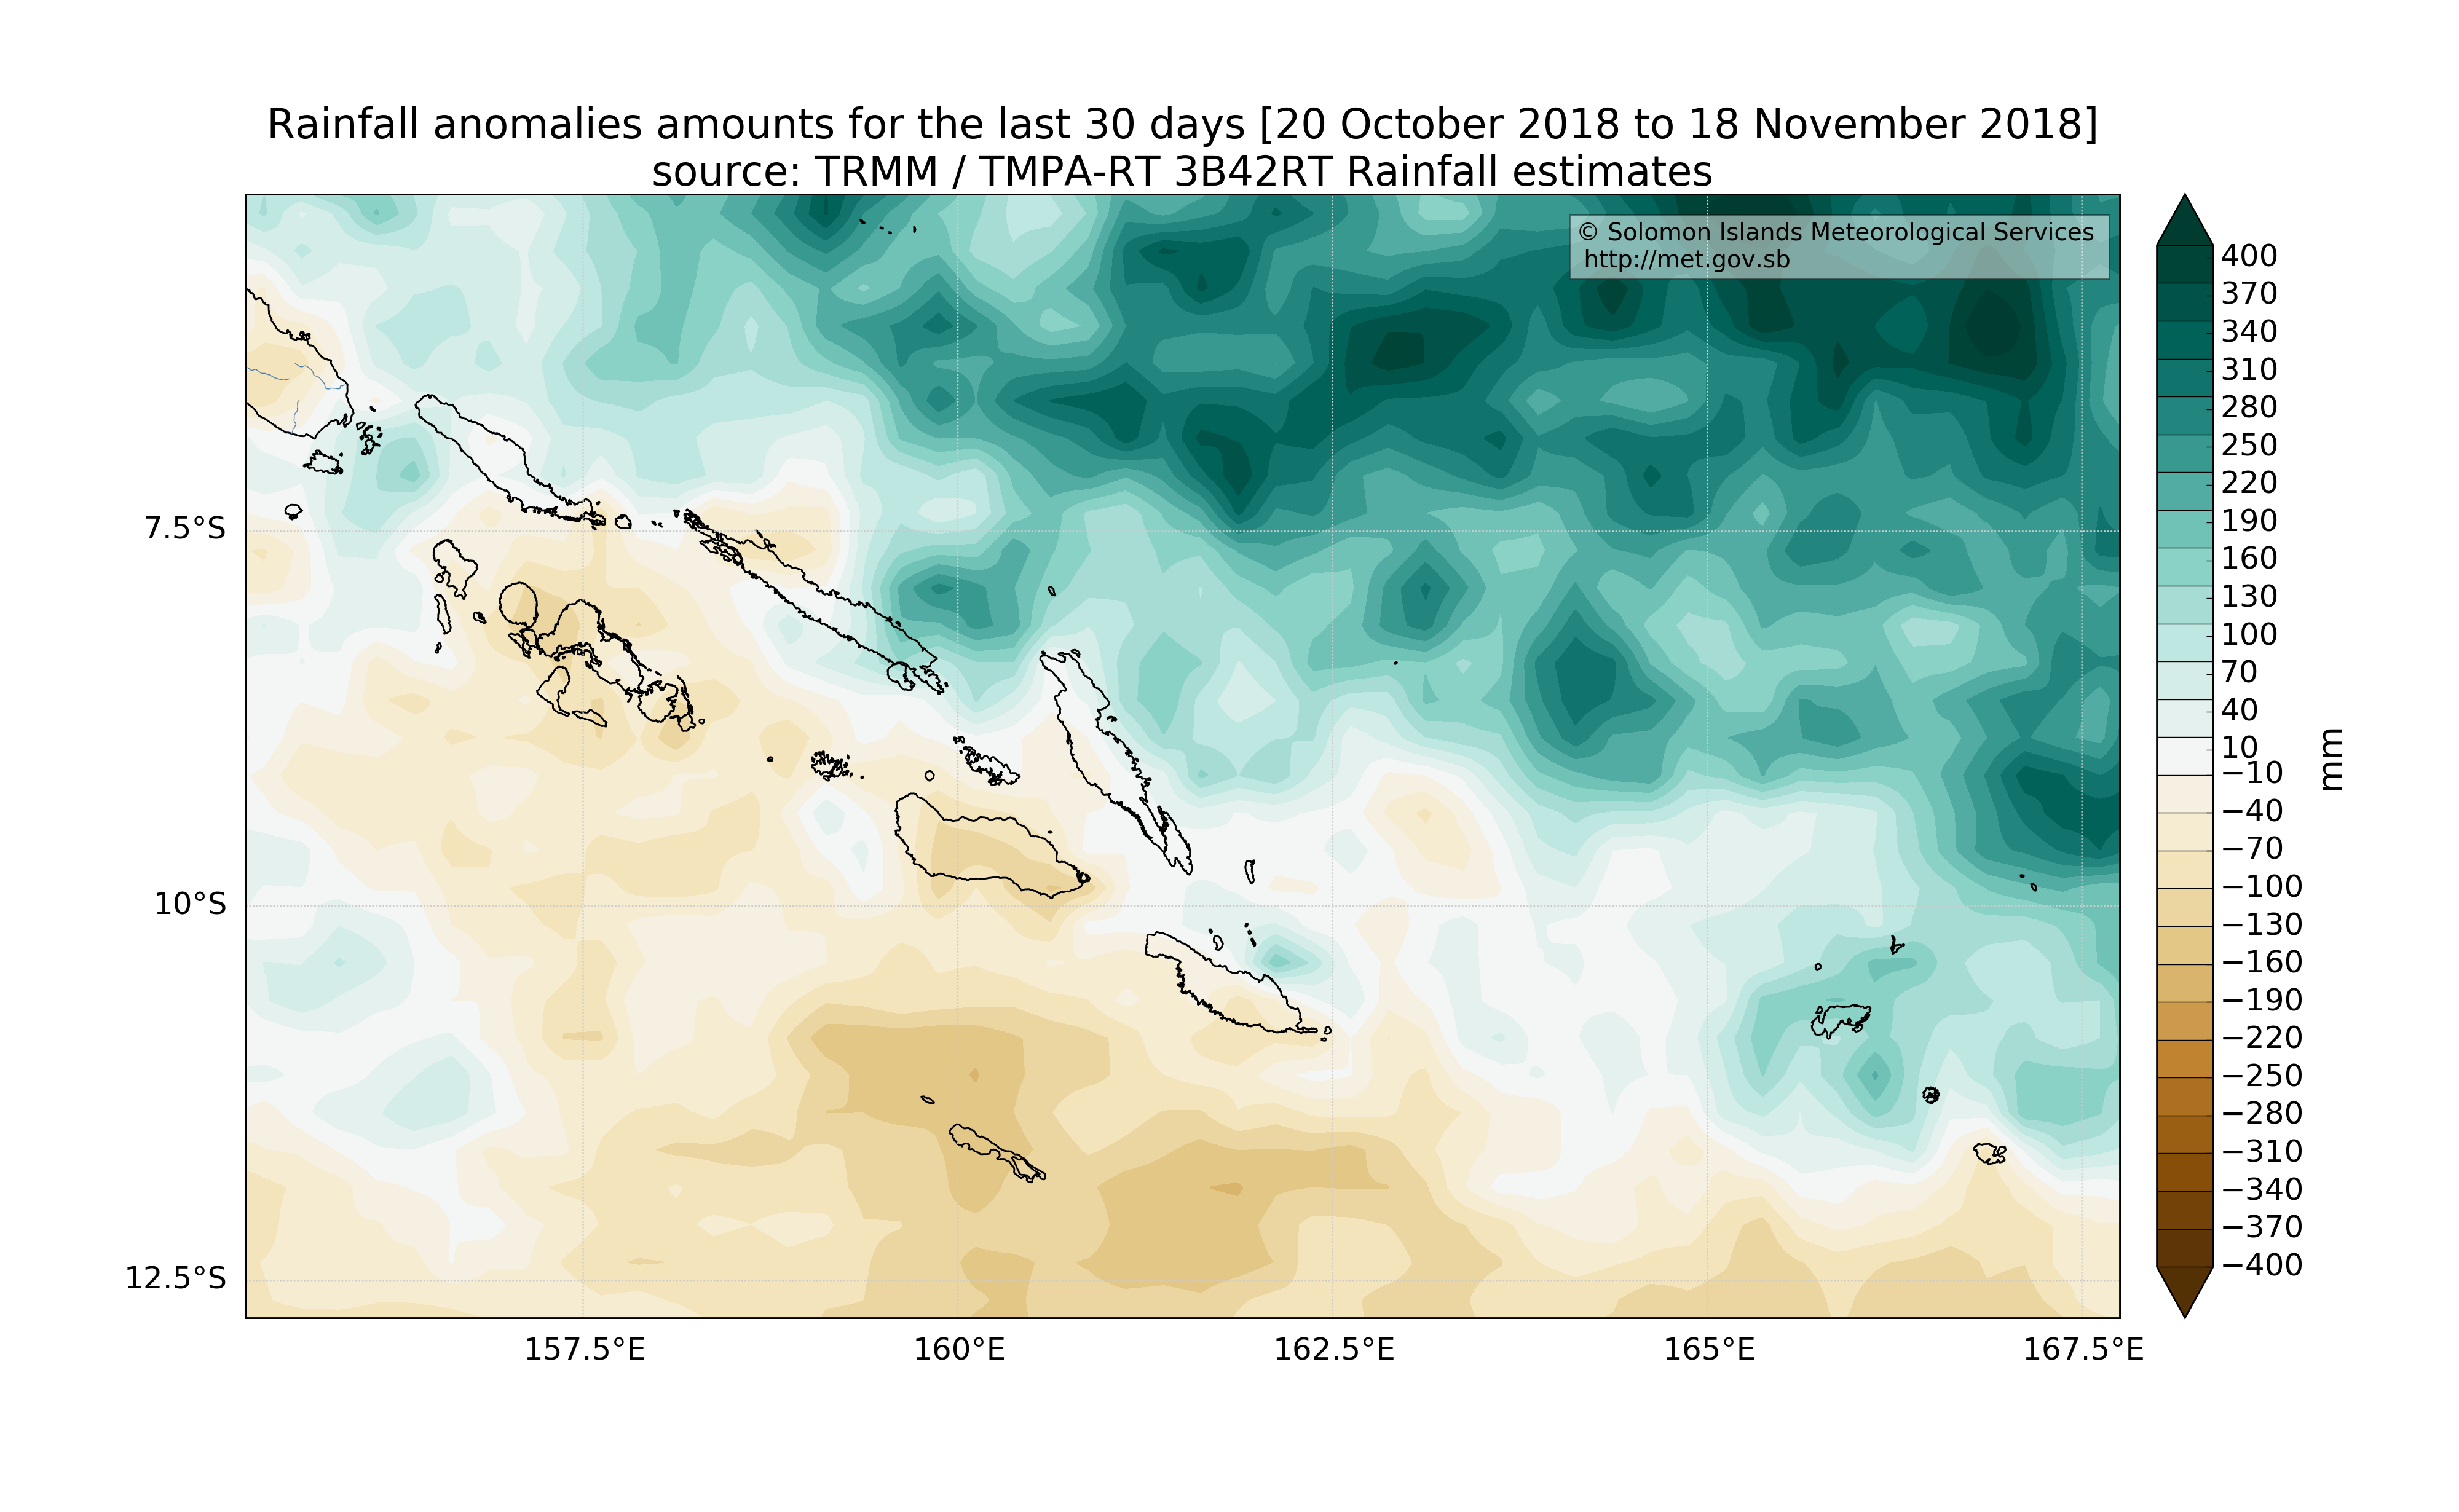 Rainfall anomalies amounts for the last 30 days [20 October 2018 to 18 November 2018]
source: TRMM / TMPA-RT 3B42RT Rainfall estimates
© Solomon Islands Meteorological Services
http://met.gov.sb
7.5°S
10°S
12.5°S
157.5°E
160°E
162.5°E
165°E
167.5°E
400
370
340
310
280
250
220
190
160
130
100
70
40
10
−10
−40
−70
−100
−130
−160
−190
−220
−250
−280
−310
−340
−370
−400
mm